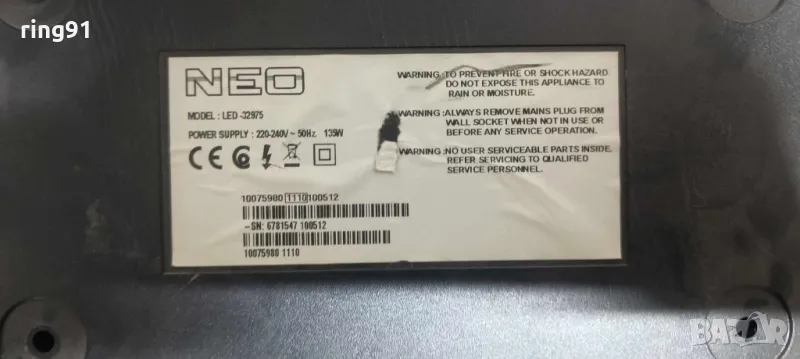 ring91
NEO
MODEL : LED -32975
POWER SUPPLY : 220-240V ~ 50Hz 135W
CE
WARNING :TO PREVENT FIRE OR SHOCK HAZARD
DO NOT EXPOSE THIS APPLIANCE TO
RAIN OR MOISTURE.
WARNING :ALWAYS REMOVE MAINS PLUG FROM
WALL SOCKET WHEN NOT IN USE OR
BEFORE ANY SERVICE OPERATION.
WARNING :NO USER SERVICEABLE PARTS INSIDE.
REFER SERVICING TO QUALIFIED
SERVICE PERSONNEL.
10075980 1110 100512
-SN: 6781547 100512
10075980 1110
BAZAR